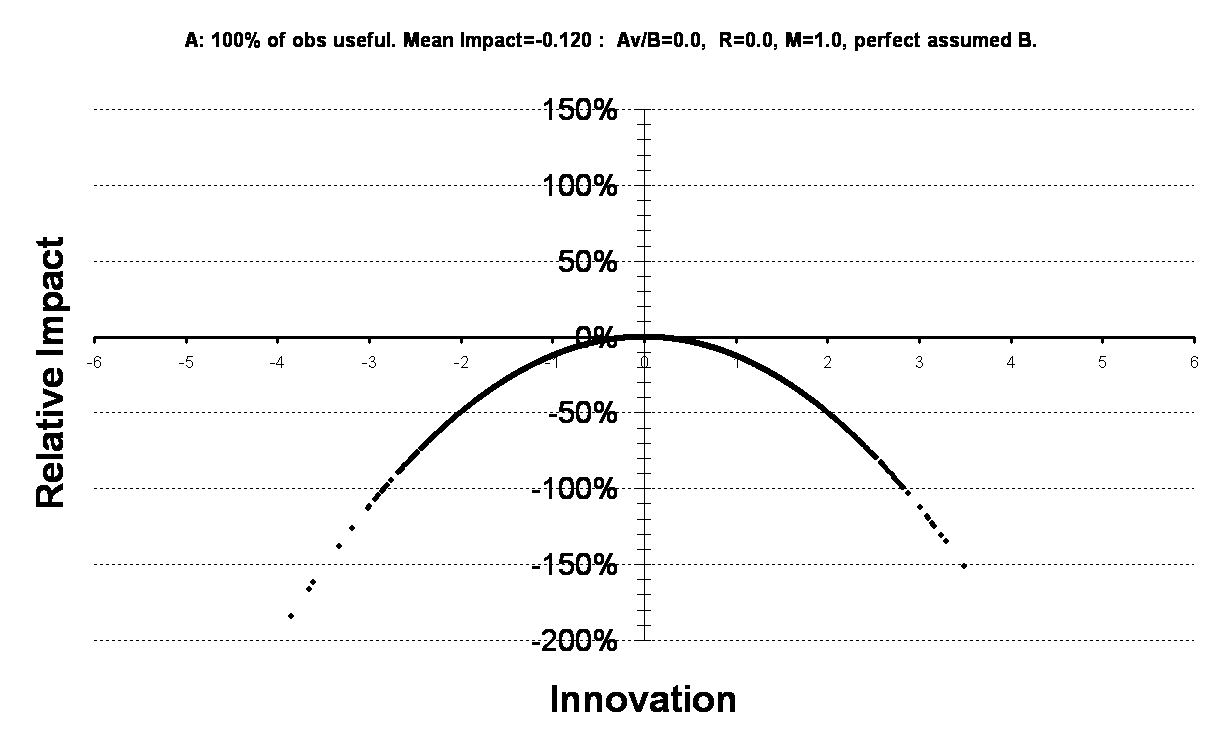 A: 100% of obs useful. Mean Impact=-0.120 :  Av/B=0.0,  R=0.0, M=1.0, perfect assumed B.
150%
100%
50%
0%
-6 -5 -4 -3 -2 -1 0 1 2 3 4 5 6
-50%
-100%
-150%
-200%
Relative Impact
Innovation